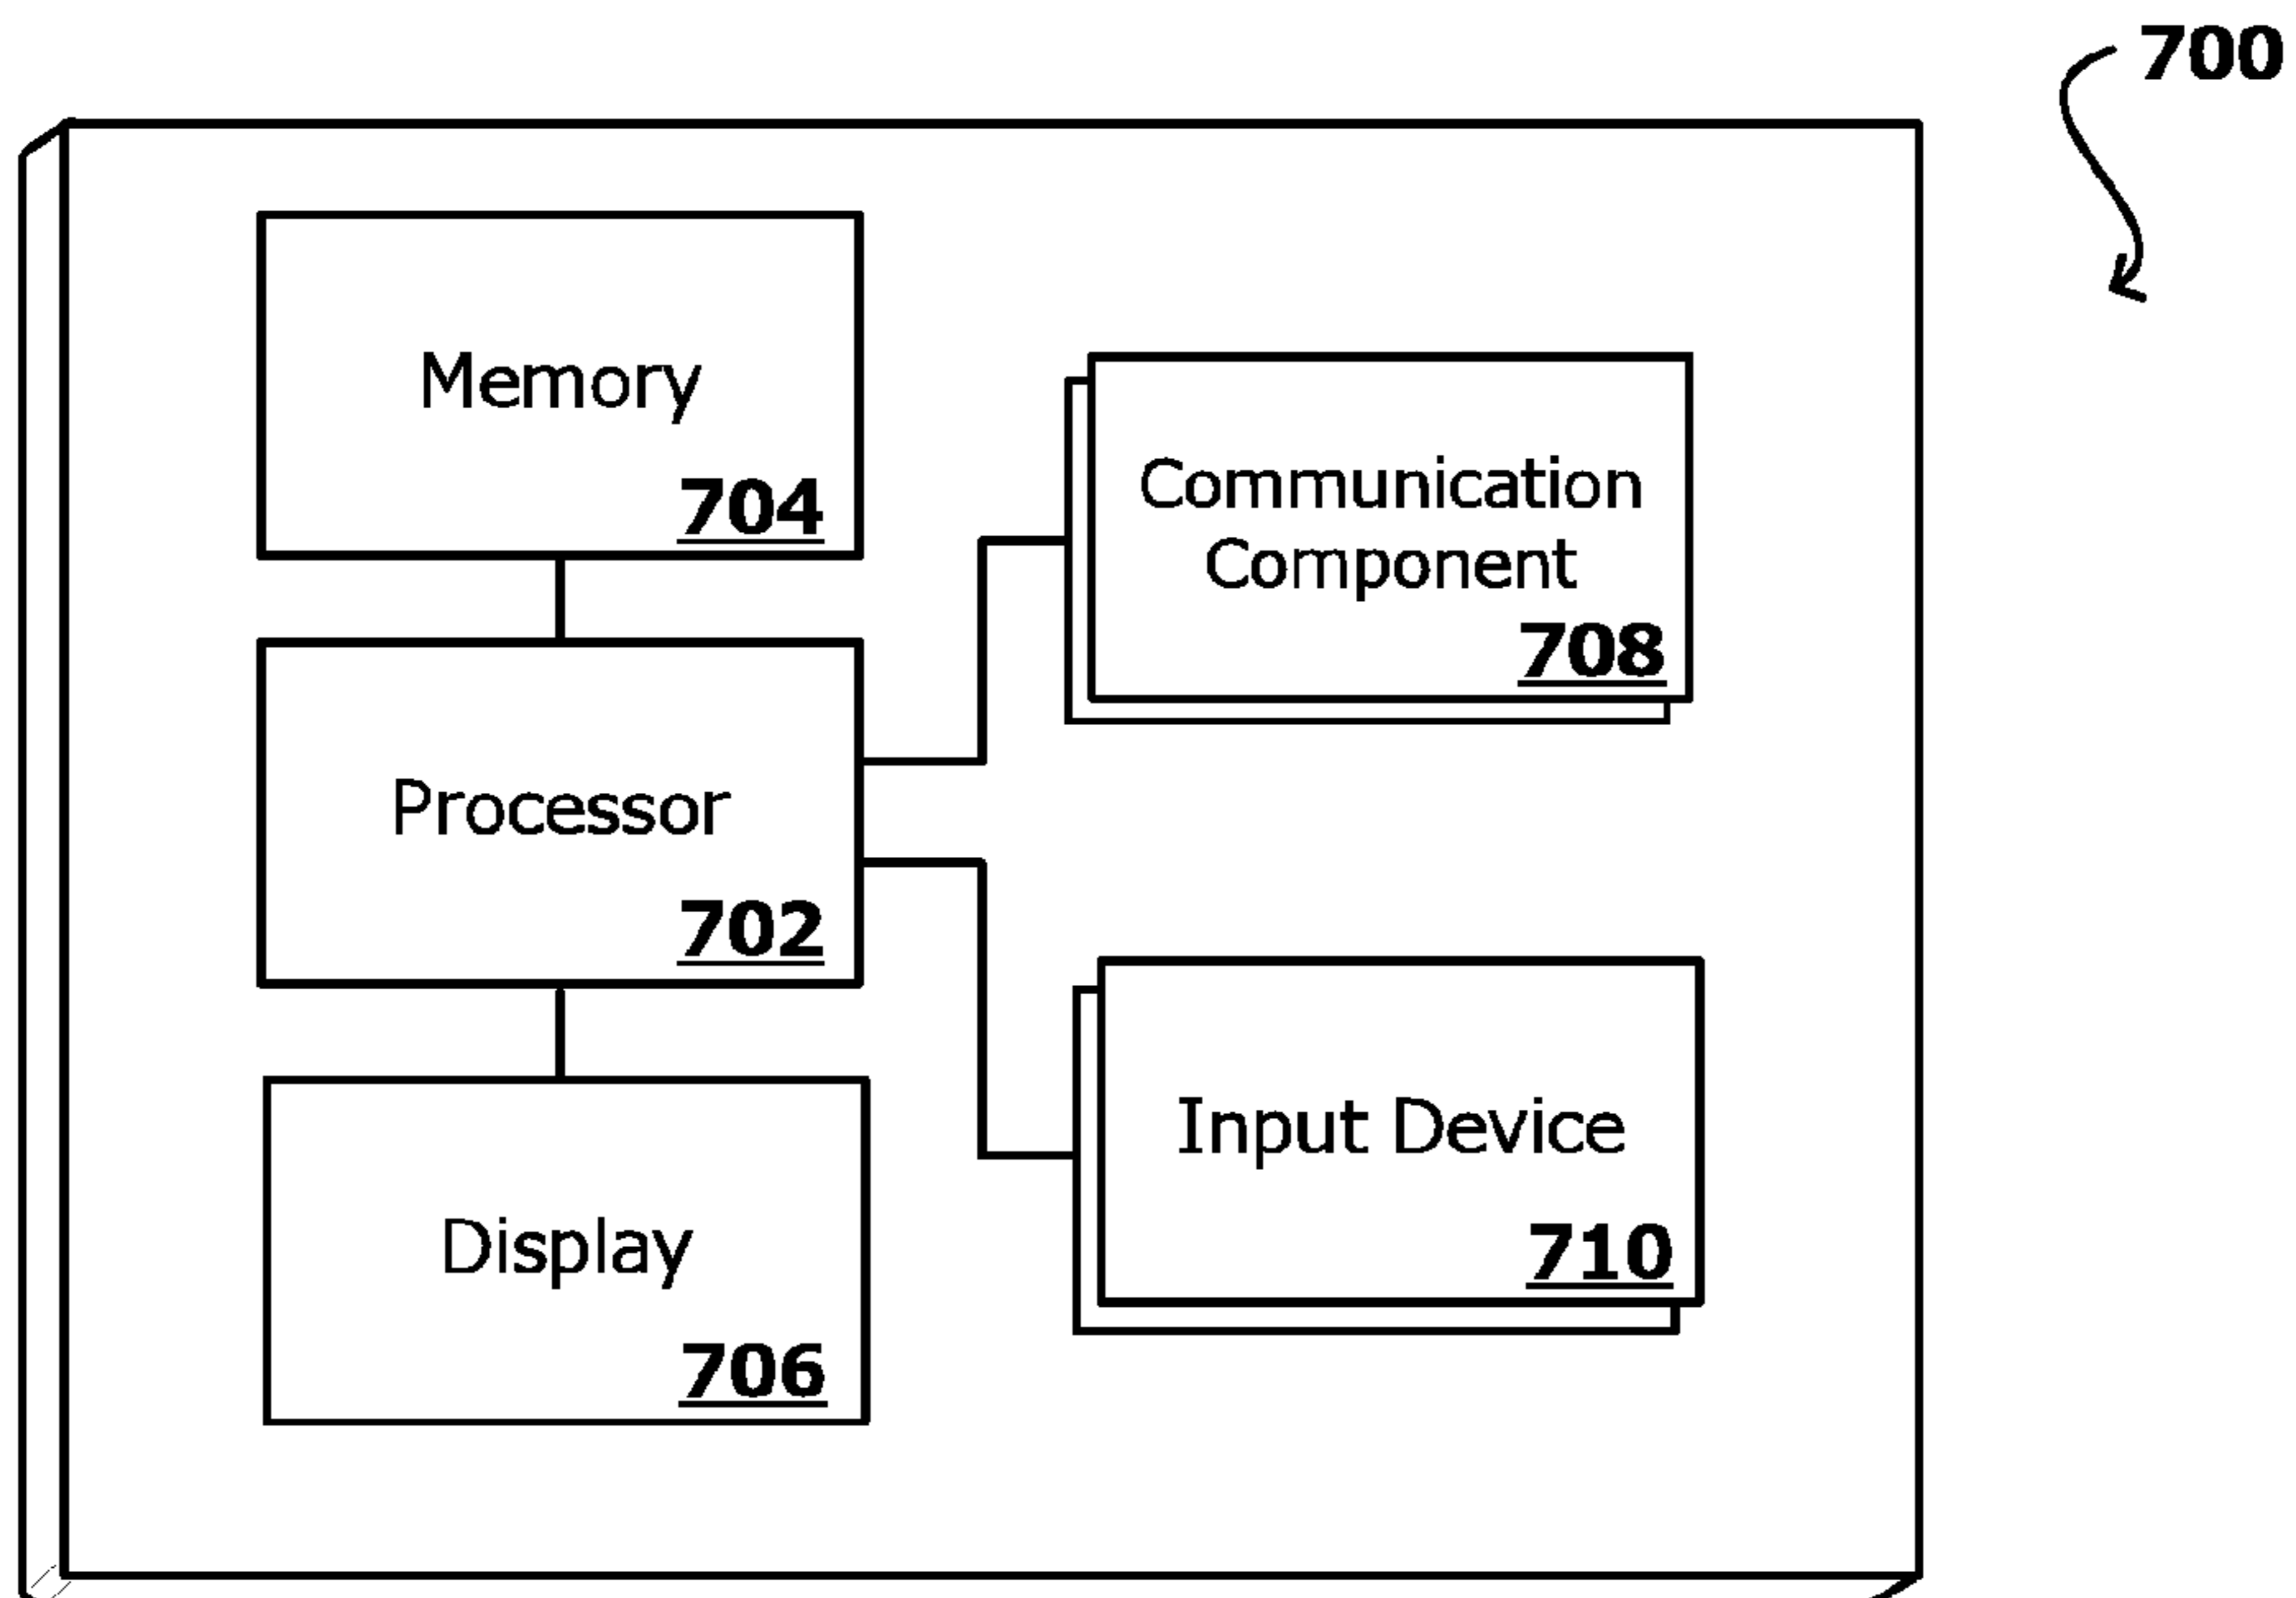 700
Memory
704
Communication
Component
708
Processor
702
Input Device
710
Display
706